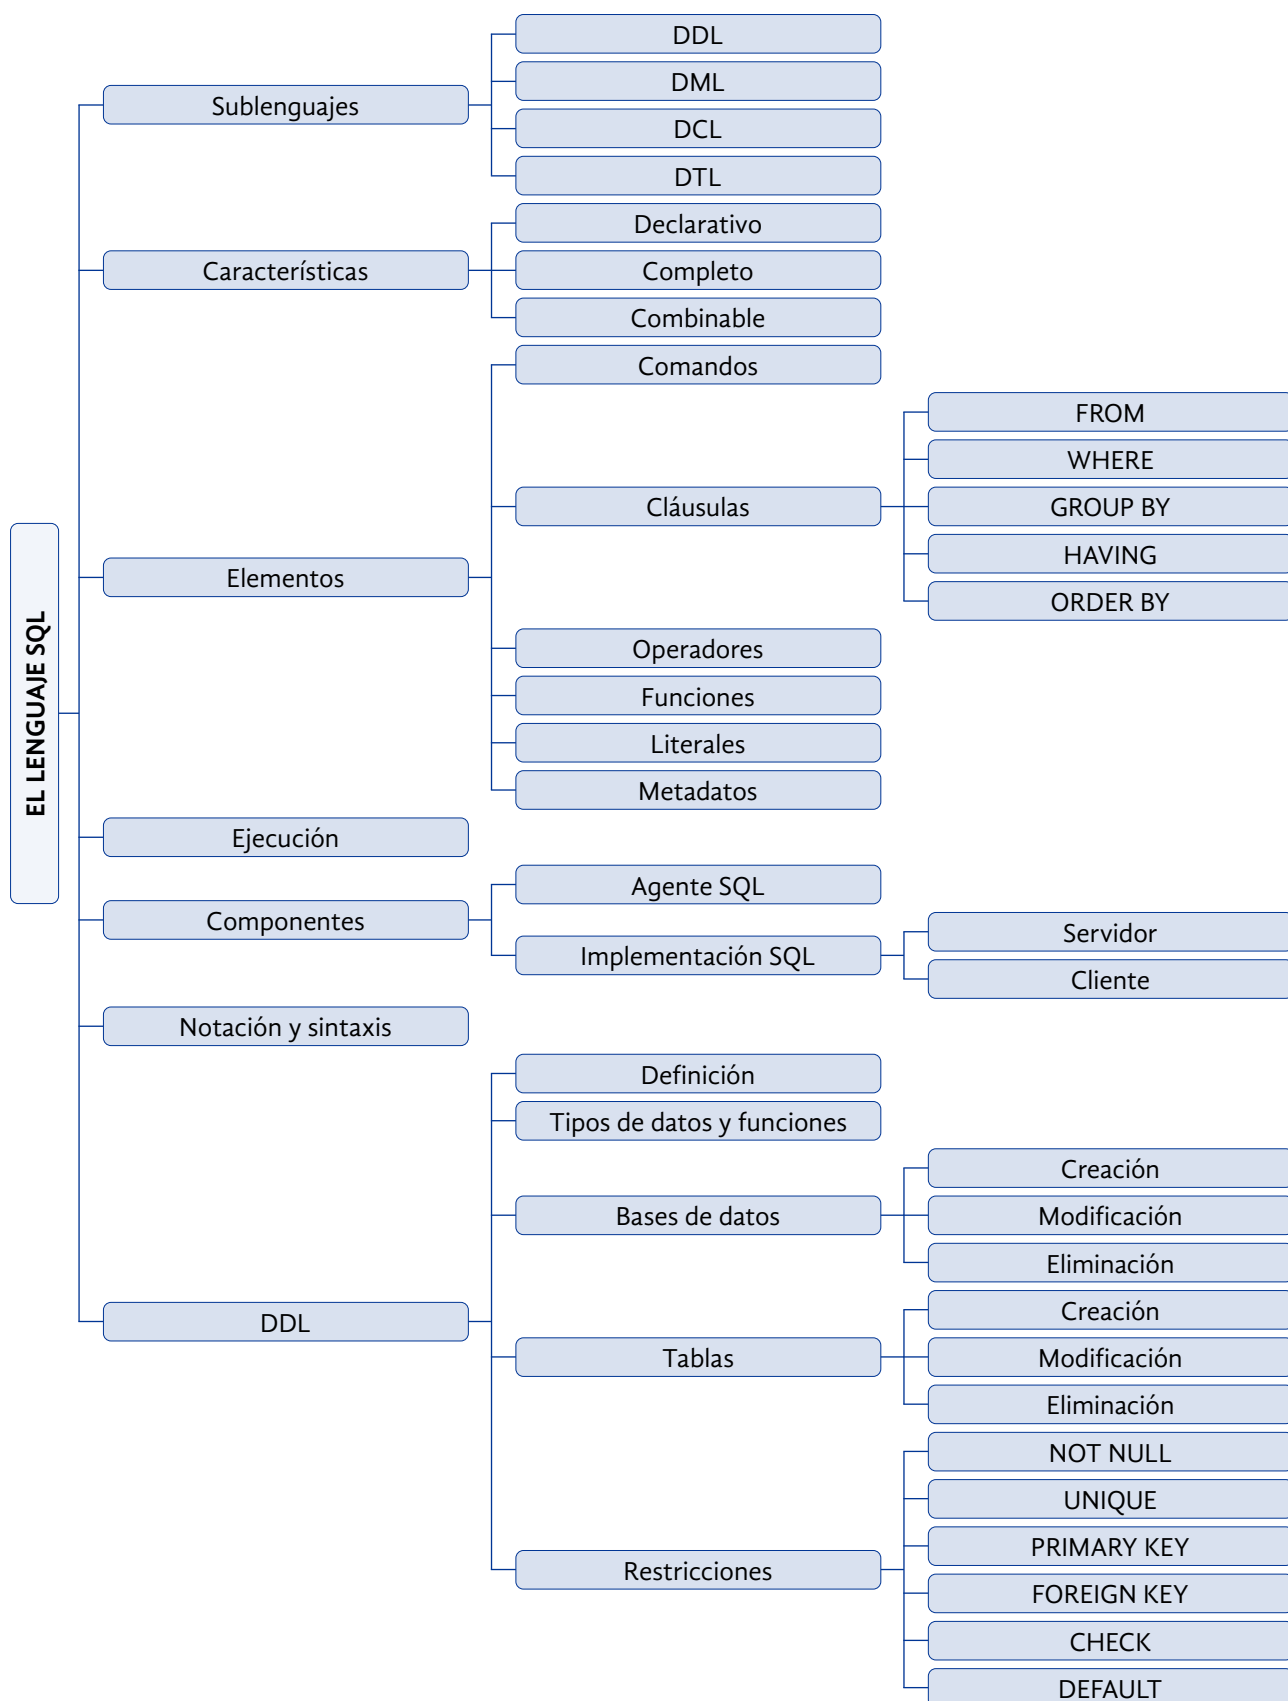 EL LENGUAJE SQL
Sublenguajes
DDL
DML
DCL
DTL
Características
Declarativo
Completo
Combinable
Elementos
Comandos
Cláusulas
FROM
WHERE
GROUP BY
HAVING
ORDER BY
Operadores
Funciones
Literales
Metadatos
Ejecución
Componentes
Agente SQL
Implementación SQL
Servidor
Cliente
Notación y sintaxis
DDL
Definición
Tipos de datos y funciones
Bases de datos
Creación
Modificación
Eliminación
Tablas
Creación
Modificación
Eliminación
Restricciones
NOT NULL
UNIQUE
PRIMARY KEY
FOREIGN KEY
CHECK
DEFAULT